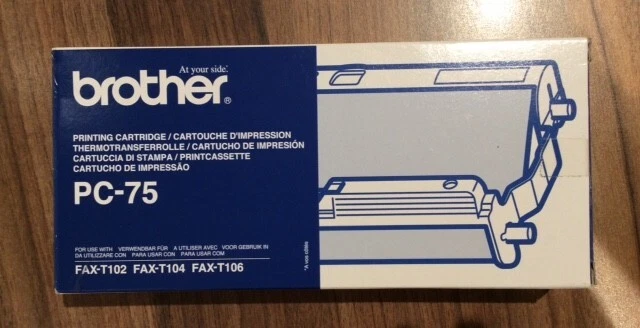 At your side.
brother®
PRINTING CARTRIDGE / CARTOUCHE D'IMPRESSION
THERMOTRANSFERROLLE / CARTUCHO DE IMPRESIÓN
CARTUCCIA DI STAMPA / PRINTCASSETTE
CARTUCHO DE IMPRESSÃO
PC-75
FOR USE WITH VERWENDBAR FÜR A UTILISER AVEC VOOR GEBRUIK IN
DA UTILIZZARE CON PARA USAR CON PARA USAR COM
FAX-T102 FAX-T104 FAX-T106